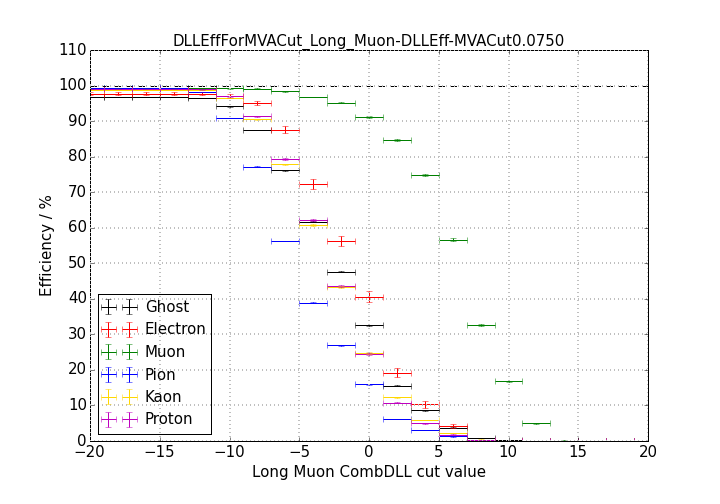 DLLEffForMVACut_Long_Muon-DLLEff-MVACut0.0750
110
100
90
80
70
60
50
40
30
20
10
0
Efficiency / %
Ghost
Electron
Muon
Pion
Kaon
Proton
−20 −15 −10 −5 0 5 10 15 20
Long Muon CombDLL cut value